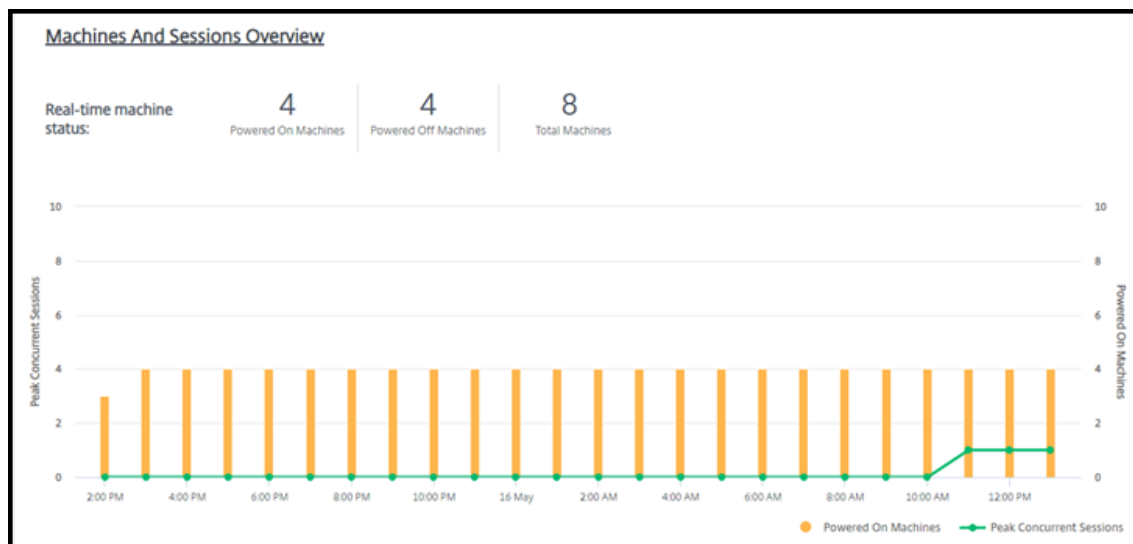 Machines And Sessions Overview
Real-time machine
status:
4
Powered On Machines
4
Powered Off Machines
8
Total Machines
Peak Concurrent Sessions
10
8
6
4
2
0
10
8
6
4
2
0
Powered On Machines
2:00 PM 4:00 PM 6:00 PM 8:00 PM 10:00 PM 16 May 2:00 AM 4:00 AM 6:00 AM 8:00 AM 10:00 AM 12:00 PM
Powered On Machines Peak Concurrent Sessions